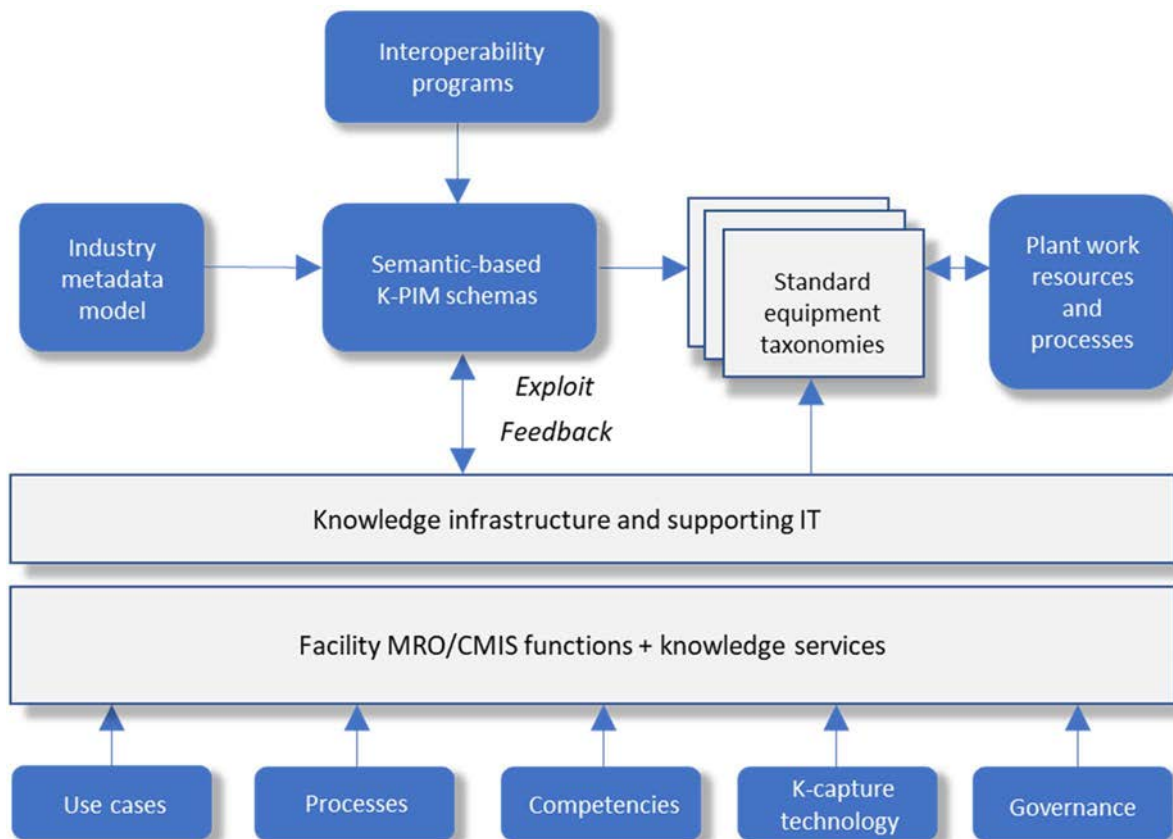 Interoperability
programs
Industry
metadada
model
Semantic-based
K-PIM schemas
Standard
equipment
taxonomies
Plant work
resources
and
processes
Exploit
Feedback
Knowledge infrastructure and supporting IT
Facility MRO/CMIS functions + knowledge services
Use cases
Processes
Competencies
K-capture
technology
Governance